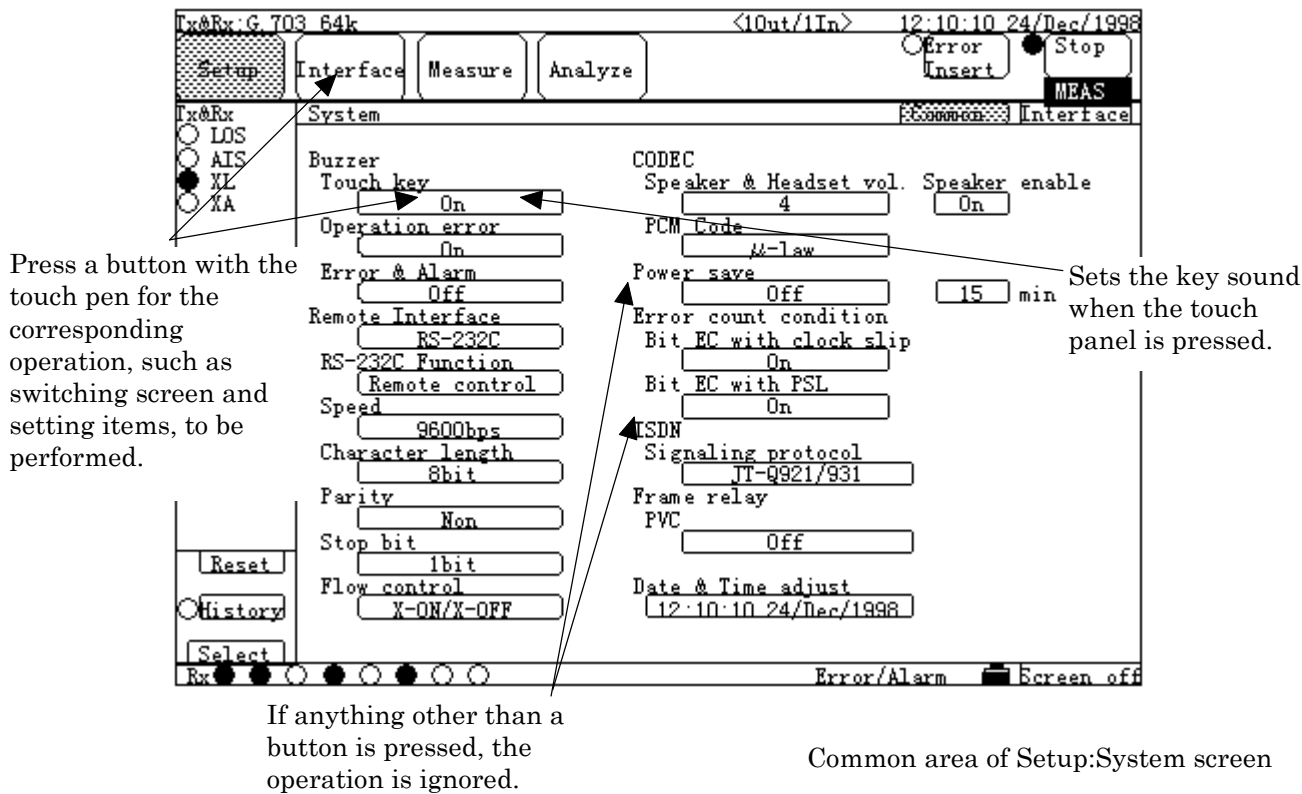 Tx&Rx:G.703 64k <1Out/1In> 12:10:10 24/Dec/1998
Setup Interface Measure Analyze Error Insert Stop
MEAS
Tx&Rx System Common Interface
LOS
AIS
XL
XA
Buzzer
Touch key
On
Operation error
On
Error & Alarm
Off
Remote Interface
RS-232C
RS-232C Function
Remote control
Speed
9600bps
Character length
8bit
Parity
Non
Stop bit
1bit
Flow control
X-ON/X-OFF
CODEC
Speaker & Headset vol. Speaker enable
4 On
PCM Code
μ-law
Power save
Off 15 min
Error count condition
Bit EC with clock slip
On
Bit EC with PSL
On
ISDN
Signaling protocol
JT-Q921/931
Frame relay
PVC
Off
Date & Time adjust
12:10:10 24/Dec/1998
Reset
History
Select
Rx Error/Alarm Screen off
Press a button with the
touch pen for the
corresponding
operation, such as
switching screen and
setting items, to be
performed.
Sets the key sound
when the touch
panel is pressed.
If anything other than a
button is pressed, the
operation is ignored.
Common area of Setup:System screen